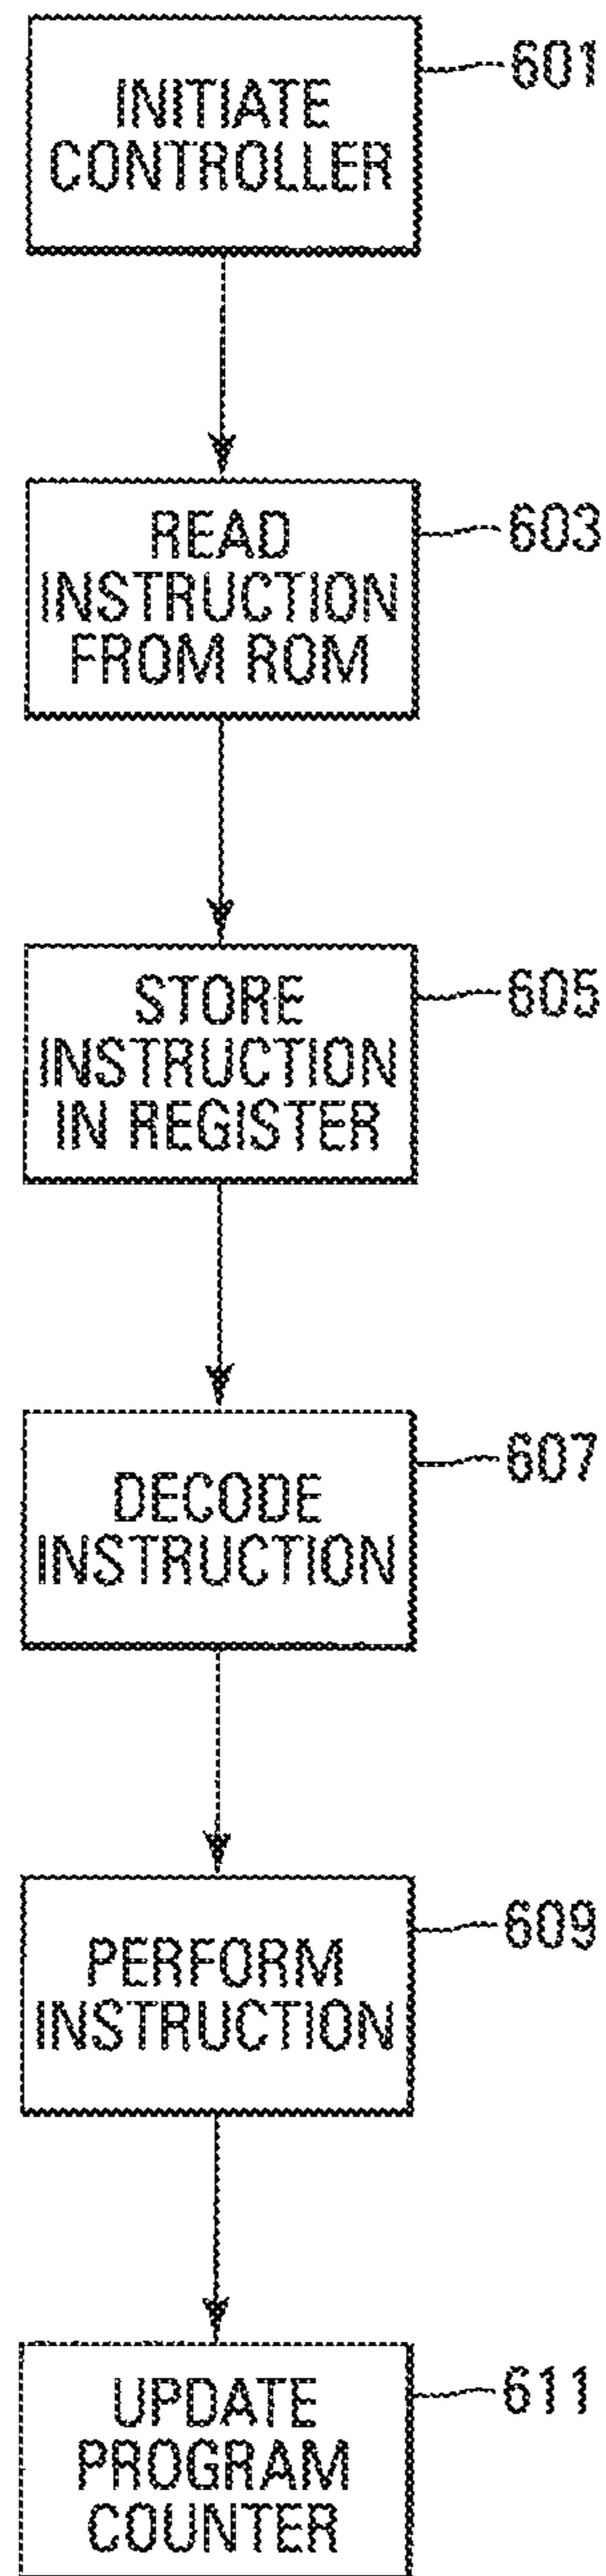 INITIATE
CONTROLLER
601
READ
INSTRUCTION
FROM ROM
603
STORE
INSTRUCTION
IN REGISTER
605
DECODE
INSTRUCTION
607
PERFORM
INSTRUCTION
609
UPDATE
PROGRAM
COUNTER
611